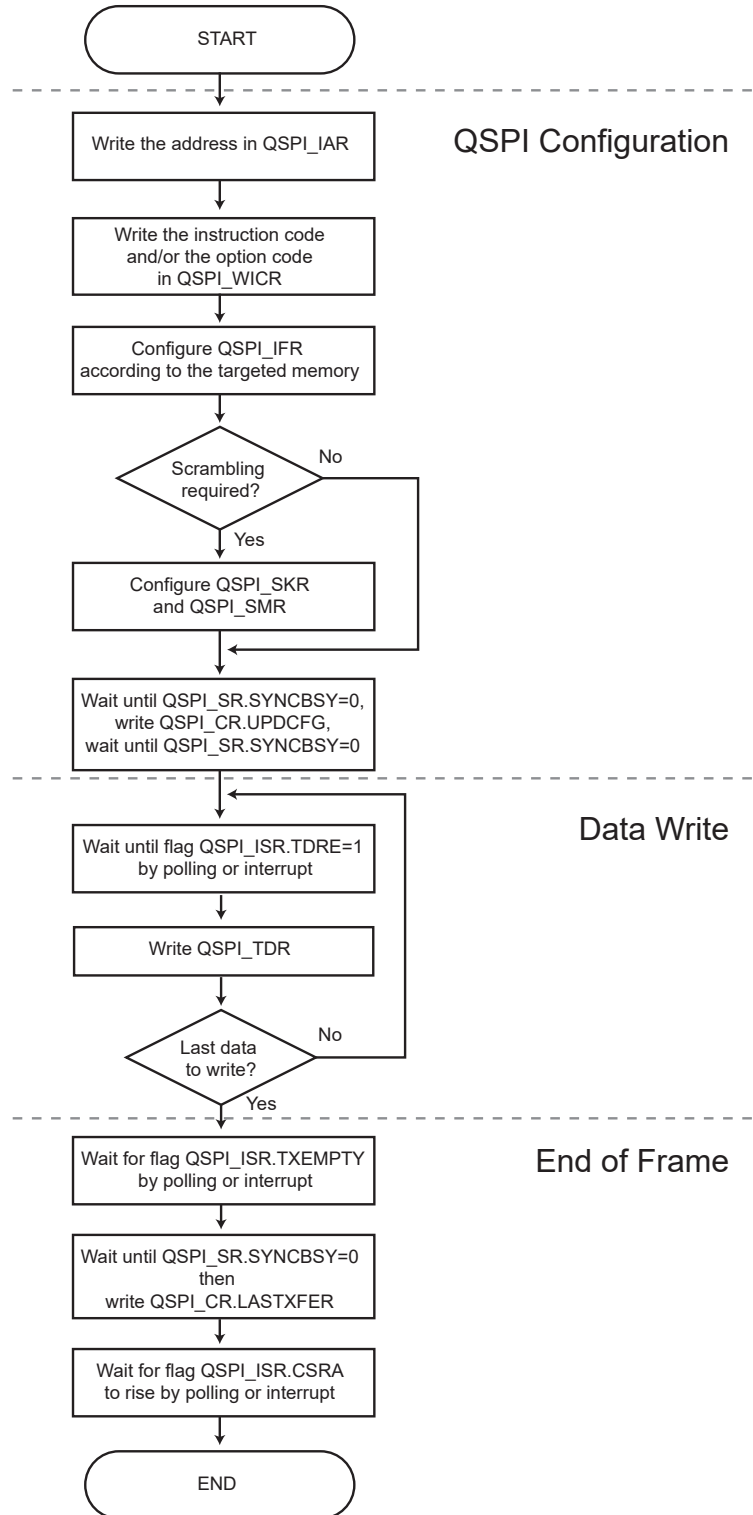 START
QSPI Configuration
Write the address in QSPI_IAR
Write the instruction code
and/or the option code
in QSPI_WICR
Configure QSPI_IFR
according to the targeted memory
Scrambling
required?
No
Yes
Configure QSPI_SKR
and QSPI_SMR
Wait until QSPI_SR.SYNCBSY=0,
write QSPI_CR.UPDCFG,
wait until QSPI_SR.SYNCBSY=0
Data Write
Wait until flag QSPI_ISR.TDRE=1
by polling or interrupt
Write QSPI_TDR
Last data
to write?
No
Yes
End of Frame
Wait for flag QSPI_ISR.TXEMPTY
by polling or interrupt
Wait until QSPI_SR.SYNCBSY=0
then
write QSPI_CR.LASTXFER
Wait for flag QSPI_ISR.CSRA
to rise by polling or interrupt
END